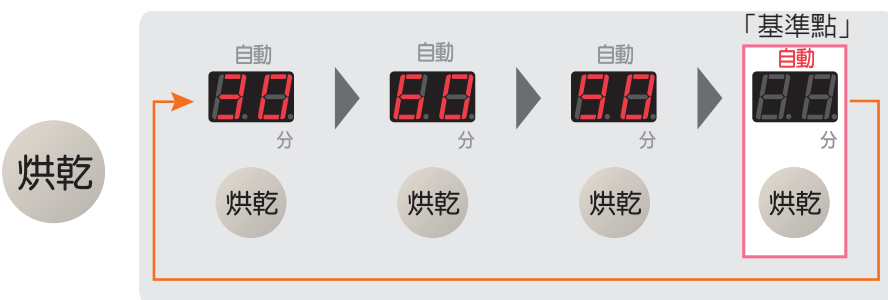 「基準點」
自動 自動 自動 自動
30 60 90
分 分 分 分
烘乾 烘乾 烘乾 烘乾 烘乾